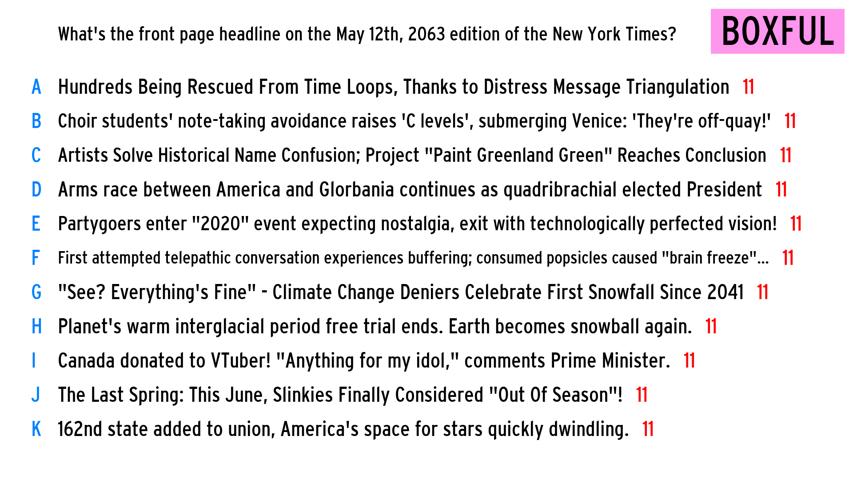 What's the front page headline on the May 12th, 2063 edition of the New York Times?
BOXFUL
A Hundreds Being Rescued From Time Loops, Thanks to Distress Message Triangulation 11
B Choir students' note-taking avoidance raises 'C levels', submerging Venice: 'They're off-quay!' 11
C Artists Solve Historical Name Confusion; Project "Paint Greenland Green" Reaches Conclusion 11
D Arms race between America and Glorbania continues as quadribrachial elected President 11
E Partygoers enter "2020" event expecting nostalgia, exit with technologically perfected vision! 11
F First attempted telepathic conversation experiences buffering; consumed popsicles caused "brain freeze"... 11
G "See? Everything's Fine" - Climate Change Deniers Celebrate First Snowfall Since 2041 11
H Planet's warm interglacial period free trial ends. Earth becomes snowball again. 11
I Canada donated to VTuber! "Anything for my idol," comments Prime Minister. 11
J The Last Spring: This June, Slinkies Finally Considered "Out Of Season"! 11
K 162nd state added to union, America's space for stars quickly dwindling. 11